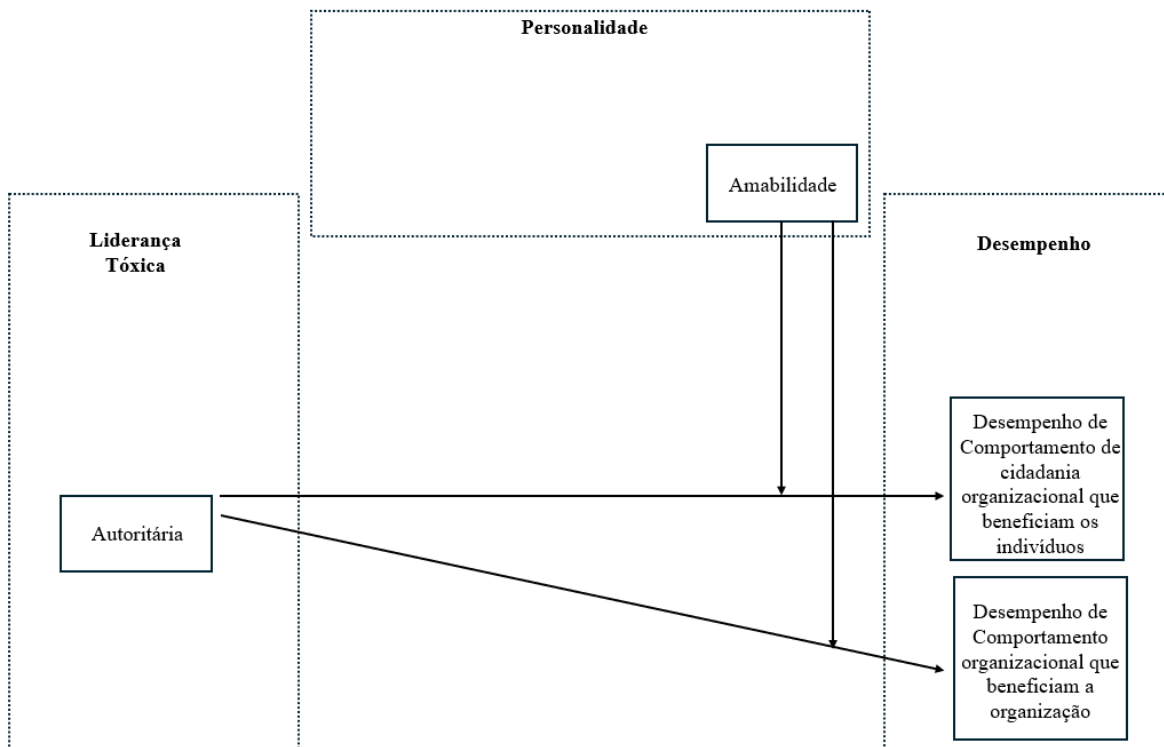 Personalidade
Amabilidade
Liderança
Tóxica
Desempenho
Autoritária
Desempenho de
Comportamento de
cidadania
organizacional que
beneficiam os
indivíduos
Desempenho de
Comportamento
organizacional que
beneficiam a
organização